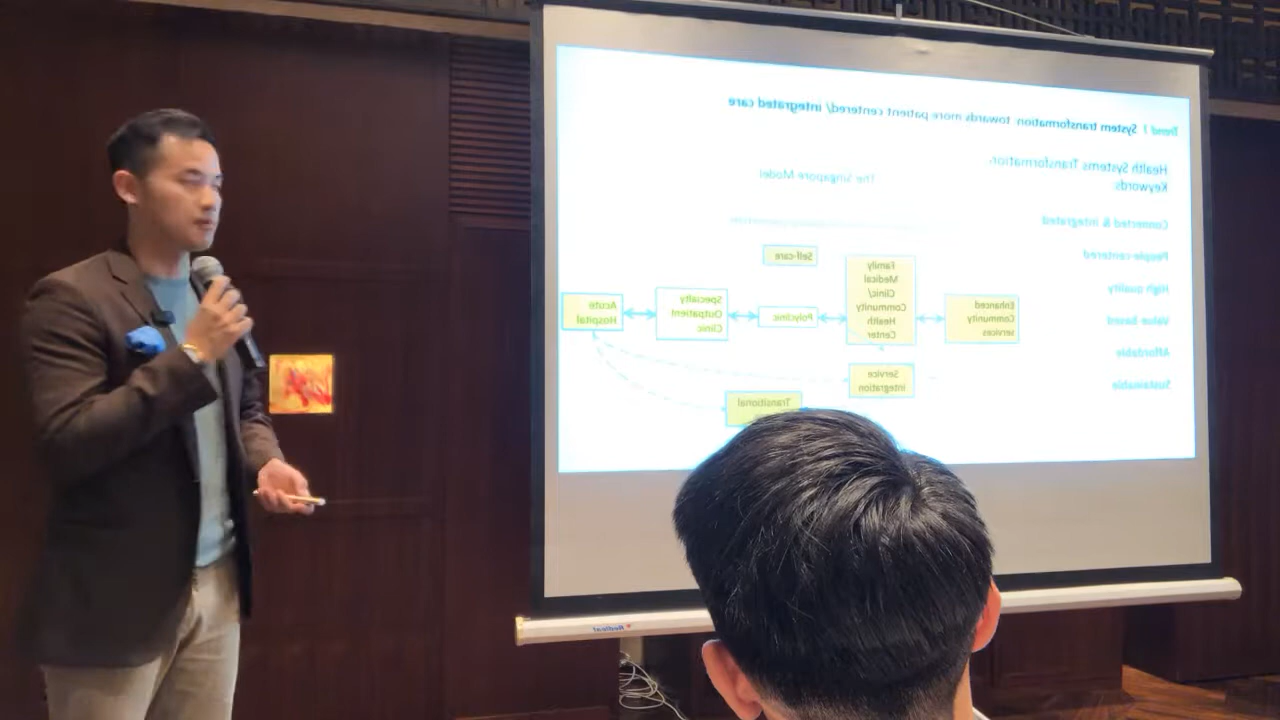 Trend 1 System transformation towards more patient centered/ integrated care
Health Systems Transformation
Keywords:
Connected & integrated
People-centered
High quality
Value-based
Affordable
Sustainable
The Singapore Model
Self-care
Enhanced
Community
services
Family
Medical
Clinic/
Community
Health
Center
Polyclinic
Specialty
Outpatient
Clinic
Acute
Hospital
Service
integration
Transitional